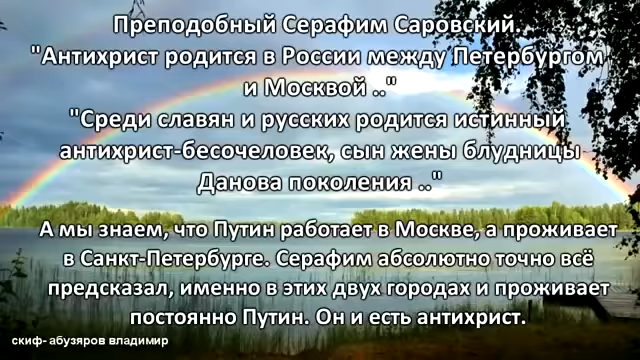 Преподобный Серафим Саровский.
"Антихрист родится в России между Петербургом
и Москвой .."
"Среди славян и русских родится истинный
антихрист-бесочеловек, сын жены блудницы
Данова поколения .."
А мы знаем, что Путин работает в Москве, а проживает
в Санкт-Петербурге. Серафим абсолютно точно всё
предсказал, именно в этих двух городах и проживает
постоянно Путин. Он и есть антихрист.
скиф- абузяров владимир